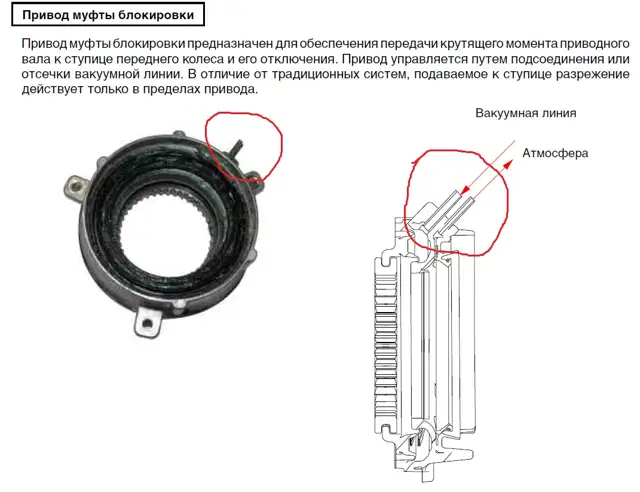 Привод муфты блокировки
Привод муфты блокировки предназначен для обеспечения передачи крутящего момента приводного
вала к ступице переднего колеса и его отключения. Привод управляется путем подсоединения или
отсечки вакуумной линии. В отличие от традиционных систем, подаваемое к ступице разрежение
действует только в пределах привода.
Вакуумная линия
Атмосфера